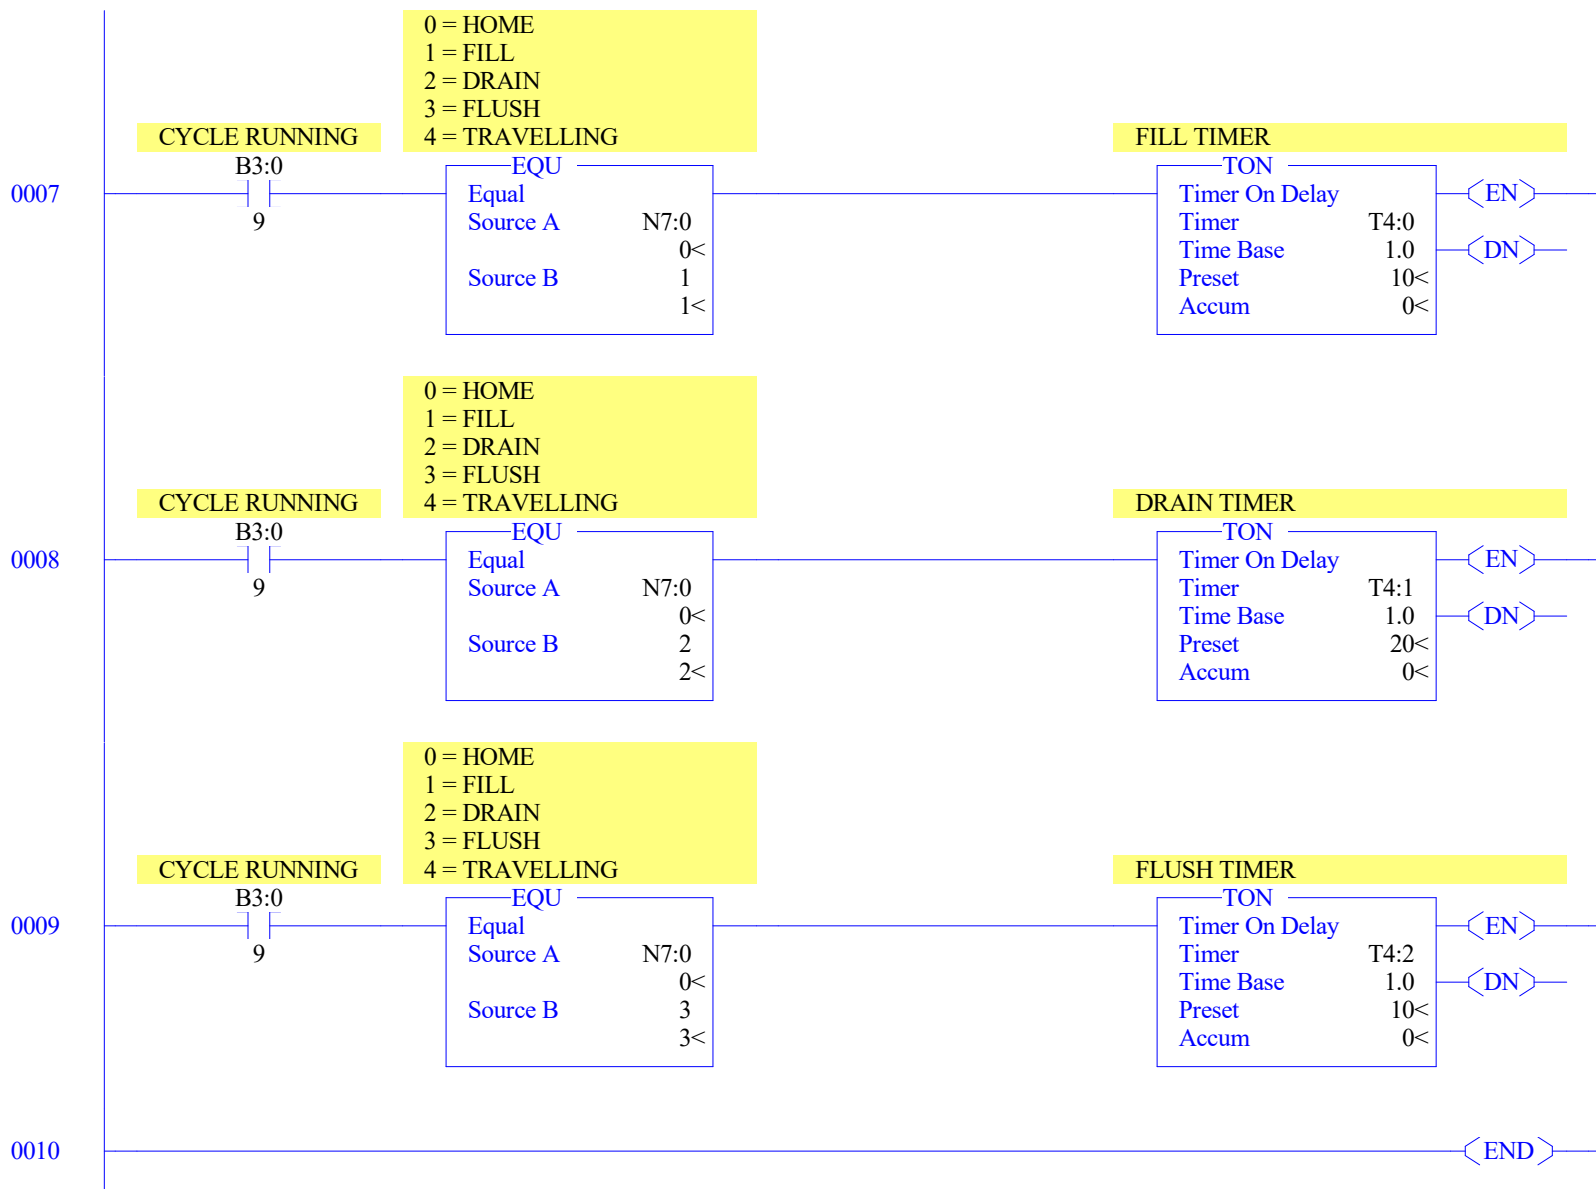 0 = HOME
1 = FILL
2 = DRAIN
3 = FLUSH
CYCLE RUNNING 4 = TRAVELLING FILL TIMER
B3:0 EQU TON
0007 Equal Timer On Delay EN
9 Source A N7:0 Timer T4:0
0< Time Base 1.0 DN
Source B 1 Preset 10<
1< Accum 0<
0 = HOME
1 = FILL
2 = DRAIN
3 = FLUSH
CYCLE RUNNING 4 = TRAVELLING DRAIN TIMER
B3:0 EQU TON
0008 Equal Timer On Delay EN
9 Source A N7:0 Timer T4:1
0< Time Base 1.0 DN
Source B 2 Preset 20<
2< Accum 0<
0 = HOME
1 = FILL
2 = DRAIN
3 = FLUSH
CYCLE RUNNING 4 = TRAVELLING FLUSH TIMER
B3:0 EQU TON
0009 Equal Timer On Delay EN
9 Source A N7:0 Timer T4:2
0< Time Base 1.0 DN
Source B 3 Preset 10<
3< Accum 0<
0010 END